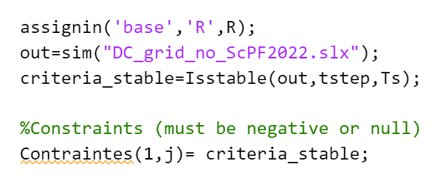 assignin('base','R',R);
out=sim("DC_grid_no_ScPF2022.slx");
criteria_stable=Isstable(out,tstep,Ts);
%Constraints (must be negative or null)
Contraintes(1,j)= criteria_stable;